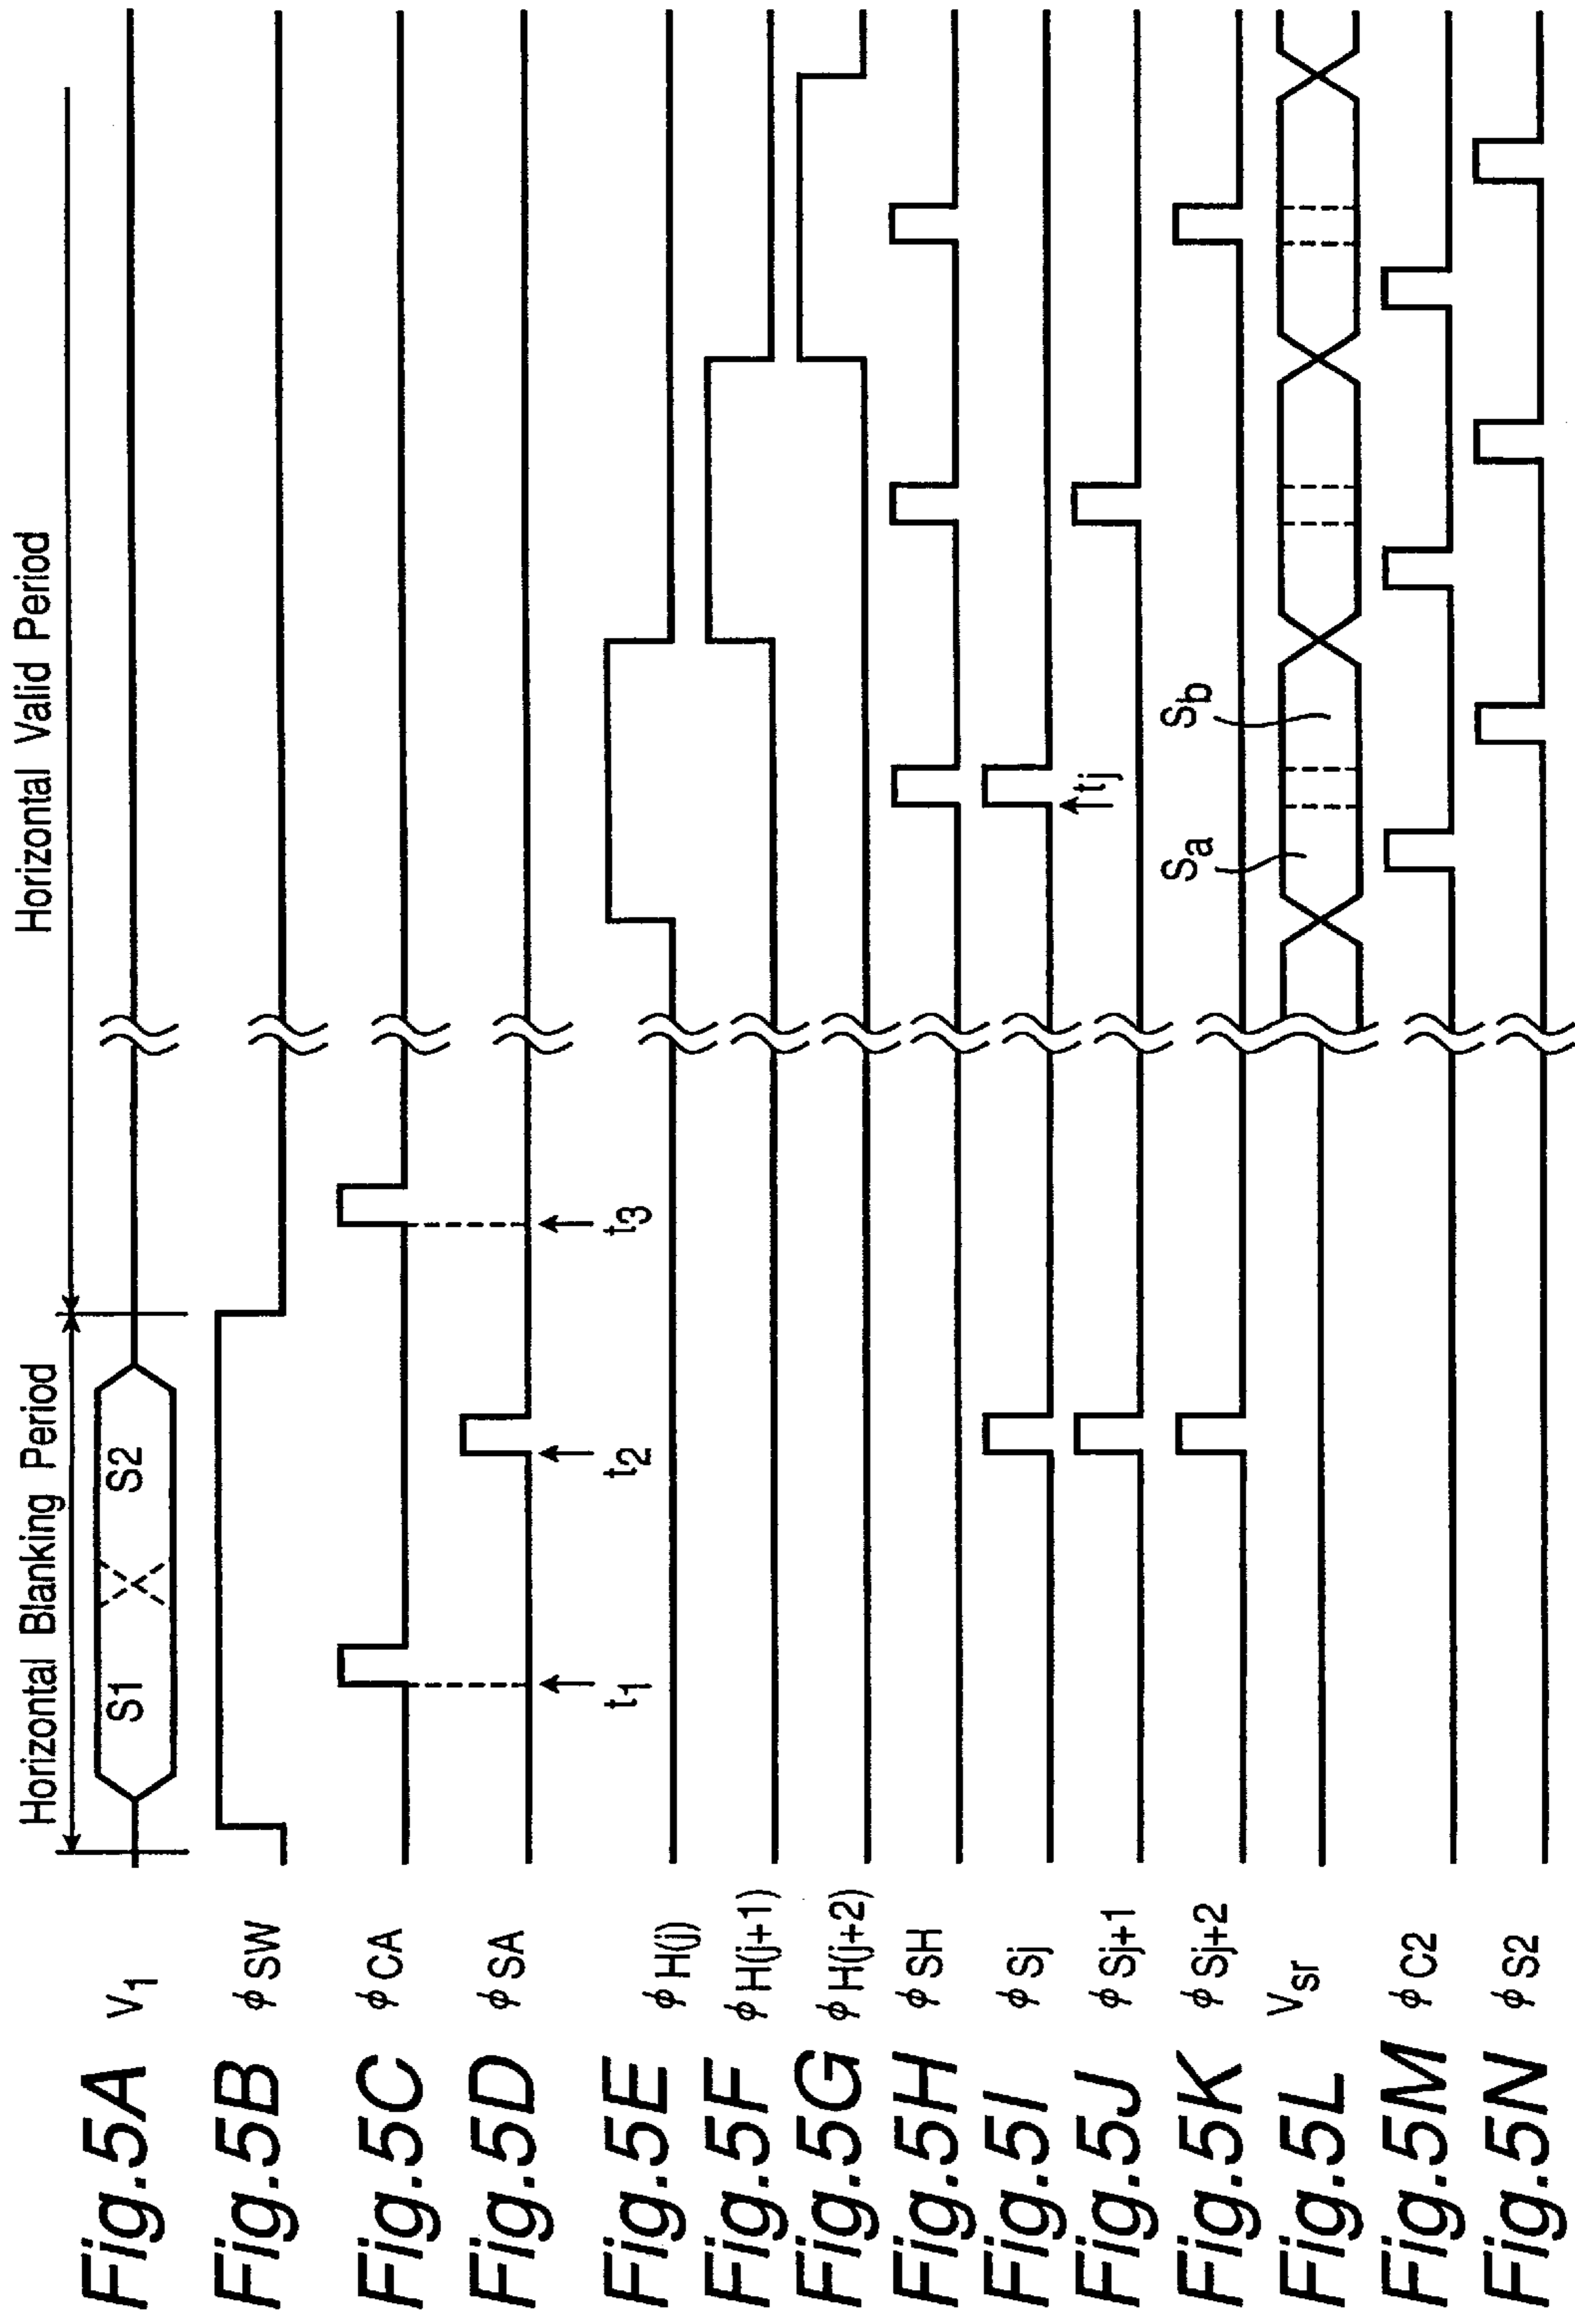 Horizontal Blanking Period
Horizontal Valid Period
Fig.5A V1
S1
S2
Fig.5B φSW
Fig.5C φCA
Fig.5D φSA
t1
t2
t3
Fig.5E φH(j)
Fig.5F φH(j+1)
Fig.5G φH(j+2)
Fig.5H φSH
Fig.5I φSj
tj
Fig.5J φSj+1
Fig.5K φSj+2
Sa
Sb
Fig.5L Vsr
Fig.5M φC2
Fig.5N φS2